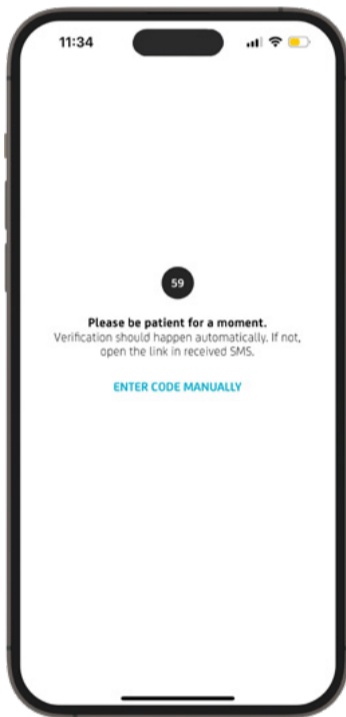 11:34
59
Please be patient for a moment.
Verification should happen automatically. If not,
open the link in received SMS.
ENTER CODE MANUALLY